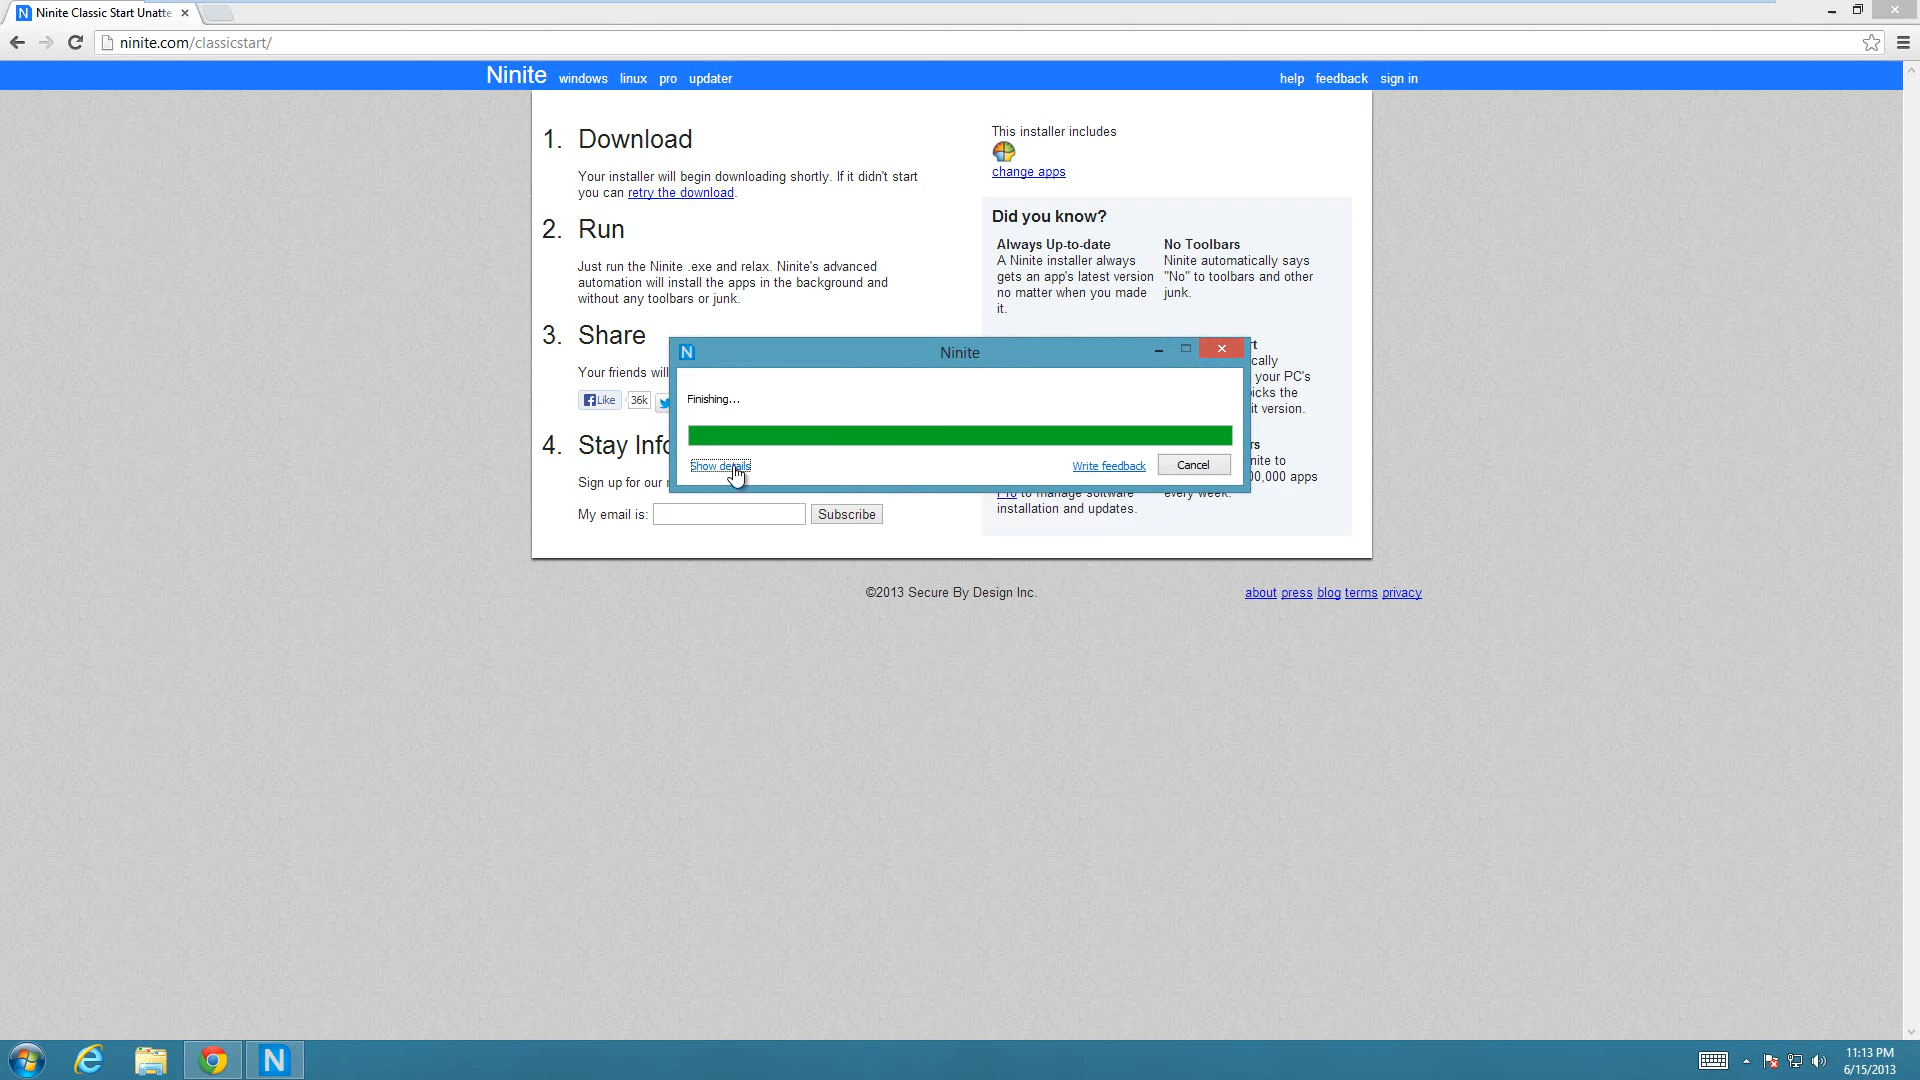 Ninite Classic Start Unatte
ninite.com/classicstart/
Ninite windows linux pro updater
help feedback sign in
1. Download
Your installer will begin downloading shortly. If it didn't start
you can retry the download.
2. Run
Just run the Ninite .exe and relax. Ninite's advanced
automation will install the apps in the background and
without any toolbars or junk.
3. Share
Your friends will
Like 36k
4. Stay Info
Sign up for our
My email is: Subscribe
This installer includes
change apps
Did you know?
Always Up-to-date
A Ninite installer always
gets an app's latest version
no matter when you made
it.
No Toolbars
Ninite automatically says
"No" to toolbars and other
junk.
your PC's
it version.
Pro to manage software
installation and updates.
nite to
00,000 apps
every week.
Ninite
Finishing...
Show details
Write feedback
Cancel
©2013 Secure By Design Inc.
about press blog terms privacy
11:13 PM
6/15/2013